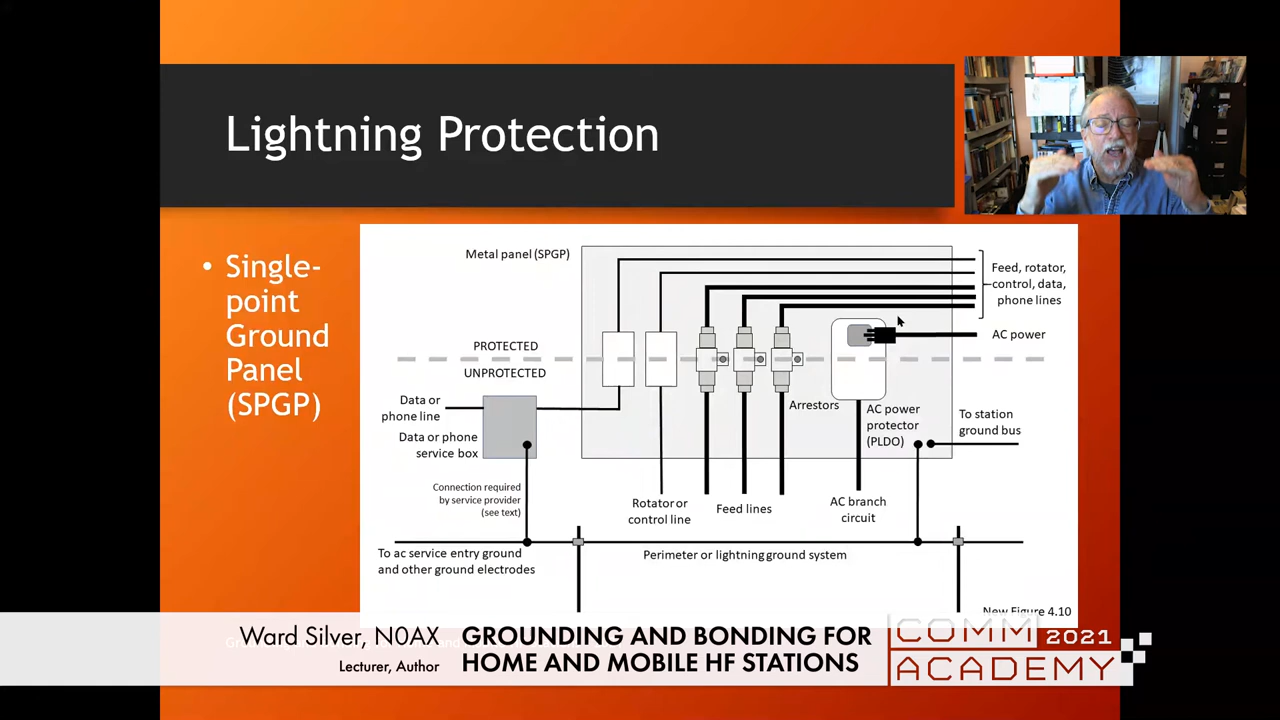 Lightning Protection
• Single-
point
Ground
Panel
(SPGP)
Metal panel (SPGP)
Feed, rotator,
control, data,
phone lines
AC power
PROTECTED
UNPROTECTED
Data or
phone line
Data or phone
service box
Arrestors
AC power
protector
(PLDO)
To station
ground bus
Connection required
by service provider
(see text)
Rotator or
control line
Feed lines
AC branch
circuit
To ac service entry ground
and other ground electrodes
Perimeter or lightning ground system
New Figure 4.10
Ward Silver, N0AX
Lecturer, Author
GROUNDING AND BONDING FOR
HOME AND MOBILE HF STATIONS
COMM 2021
ACADEMY